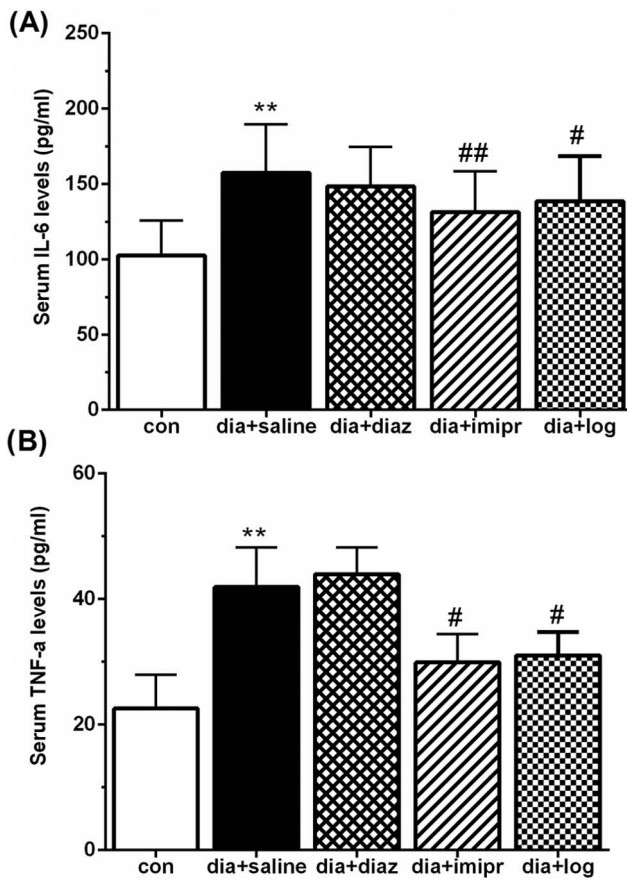 (A)
Serum IL-6 levels (pg/ml)
250
200
150
100
50
0
**
##
#
con dia+saline dia+diaz dia+imipr dia+log
(B)
Serum TNF-a levels (pg/ml)
60
40
20
0
**
#
#
con dia+saline dia+diaz dia+imipr dia+log